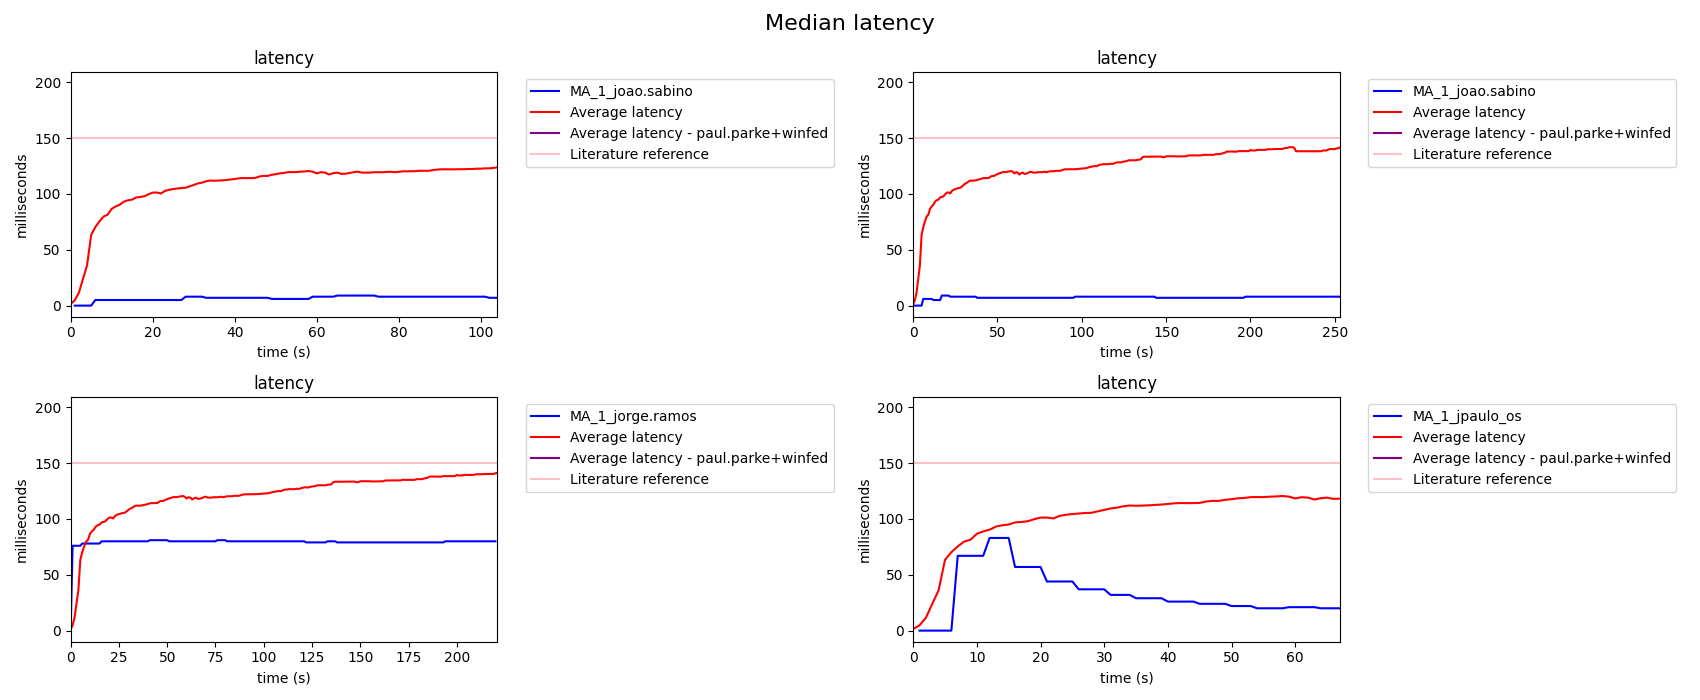 Median latency
latency
200
150
100
50
0
milliseconds
0 20 40 60 80 100
time (s)
MA_1_joao.sabino
Average latency
Average latency - paul.parke+winfed
Literature reference
latency
200
150
100
50
0
milliseconds
0 50 100 150 200 250
time (s)
MA_1_joao.sabino
Average latency
Average latency - paul.parke+winfed
Literature reference
latency
200
150
100
50
0
milliseconds
0 25 50 75 100 125 150 175 200
time (s)
MA_1_jorge.ramos
Average latency
Average latency - paul.parke+winfed
Literature reference
latency
200
150
100
50
0
milliseconds
0 10 20 30 40 50 60
time (s)
MA_1_jpaulo_os
Average latency
Average latency - paul.parke+winfed
Literature reference